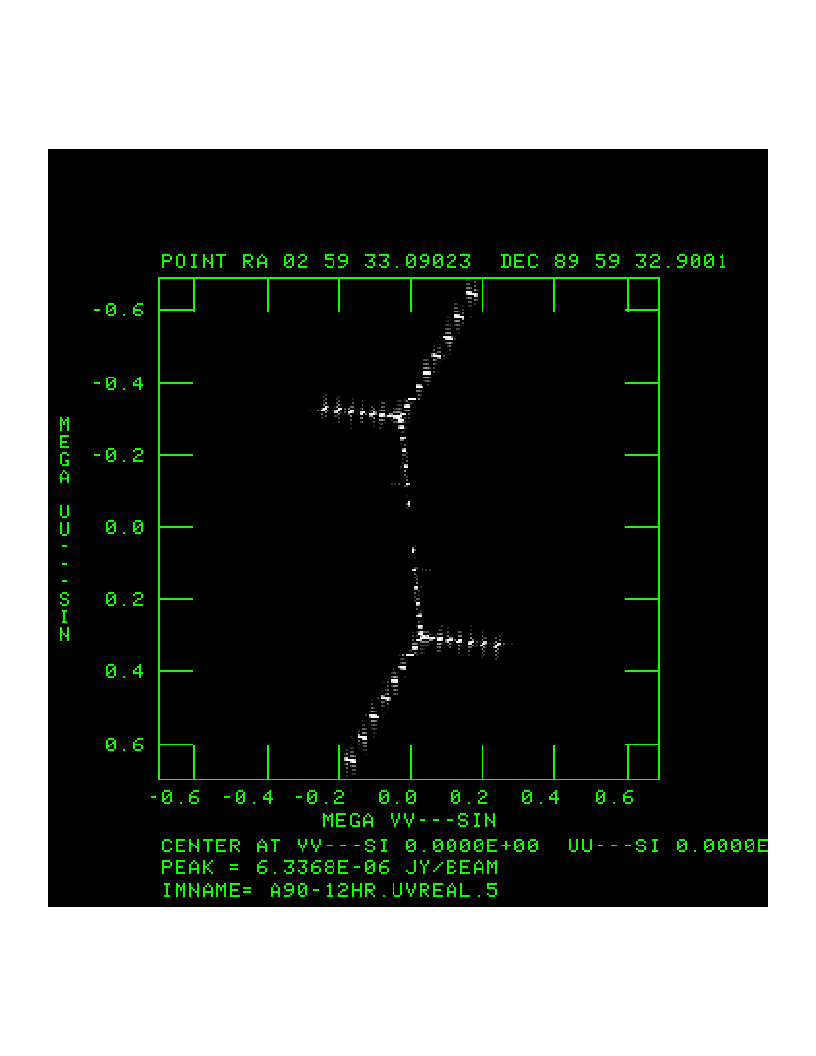 POINT RA 02 59 33.09023  DEC 89 59 32.9001
-0.6
-0.4
-0.2
0.0
0.2
0.4
0.6
MEGA UU---SIN
-0.6 -0.4 -0.2 0.0 0.2 0.4 0.6
MEGA VV---SIN
CENTER AT VV---SI 0.0000E+00  UU---SI 0.0000E
PEAK = 6.3368E-06 JY/BEAM
IMNAME= A90-12HR.UVREAL.5